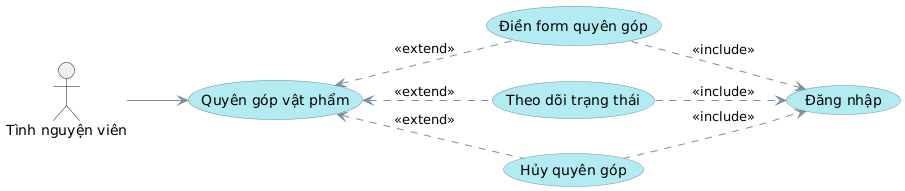 Điền form quyên góp
«extend»
«include»
Quyên góp vật phẩm
«extend»
Theo dõi trạng thái
«include»
Đăng nhập
«extend»
«include»
Tình nguyện viên
Hủy quyên góp